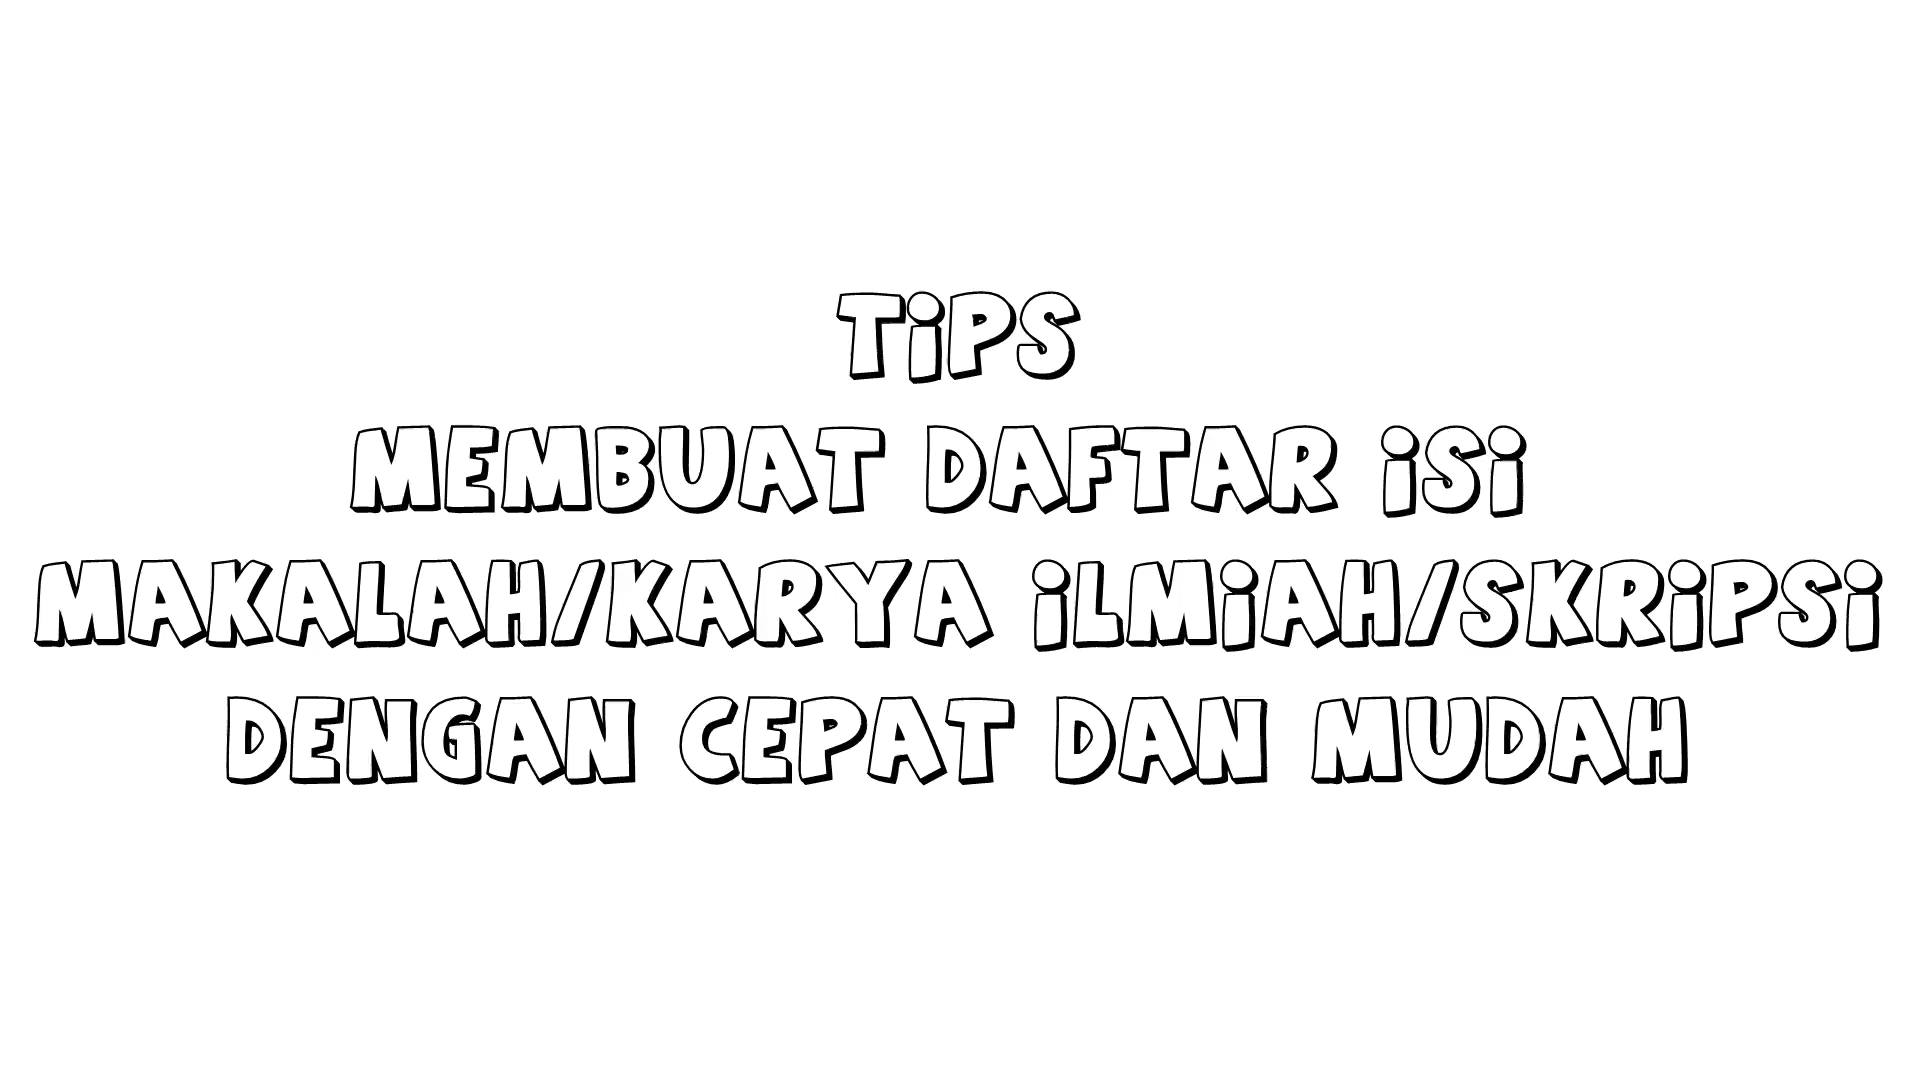 TiPS
MEMBUAT DAFTAR iSi
MAKALAH/KARYA iLMiAH/SKRiPSi
DENGAN CEPAT DAN MUDAH